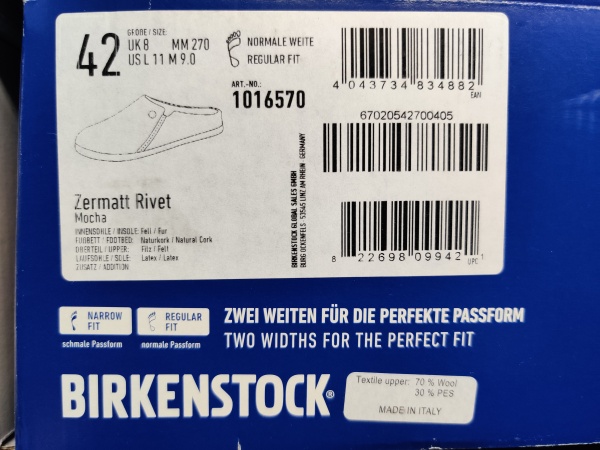 42
GRÖßE / SIZE:
UK 8 MM 270
US L 11 M 9.0
NORMALE WEITE
REGULAR FIT
ART.-NO.:
1016570
4 043734 834882
EAN
67020542700405
8 22698 09942 1
UPC
Zermatt Rivet
Mocha
INNENSOHLE / INSOLE: Fell / Fur
FUßBETT / FOOTBED: Naturkork / Natural Cork
OBERTEIL / UPPER: Filz / Felt
LAUFSOHLE / SOLE: Latex / Latex
ZUSATZ / ADDITION
BIRKENSTOCK GLOBAL SALES GMBH
BURG OCKENFELS 53545 LINZ AM RHEIN - GERMANY
NARROW
FIT
schmale Passform
REGULAR
FIT
normale Passform
ZWEI WEITEN FÜR DIE PERFEKTE PASSFORM
TWO WIDTHS FOR THE PERFECT FIT
BIRKENSTOCK®
Textile upper: 70 % Wool
30 % PES
MADE IN ITALY